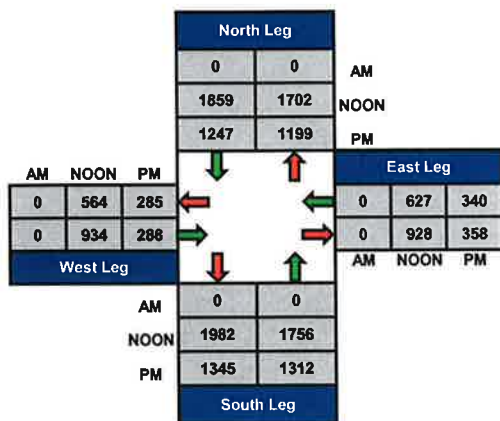 North Leg
0 0 AM
1859 1702 NOON
1247 1199 PM
AM NOON PM
East Leg
0 564 285
0 627 340
0 934 286
0 928 358
West Leg
AM NOON PM
AM 0 0
NOON 1982 1756
PM 1345 1312
South Leg